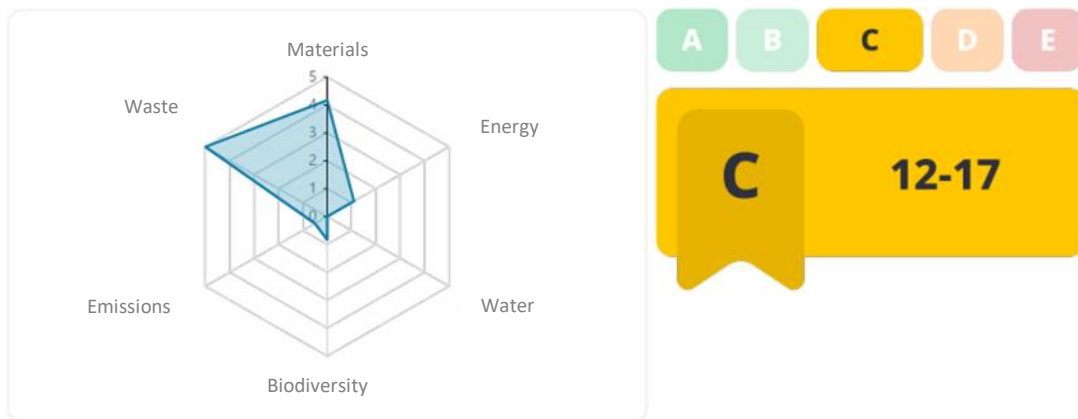 Materials
5
4
3
2
1
0
Waste
Energy
Emissions
Water
Biodiversity
A B C D E
C 12-17